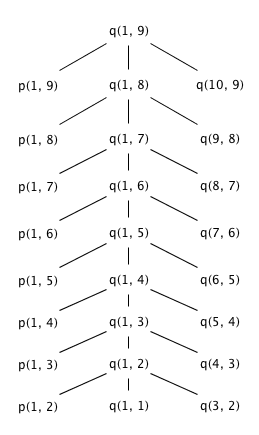 q(1, 9)
p(1, 9) q(1, 8) q(10, 9)
p(1, 8) q(1, 7) q(9, 8)
p(1, 7) q(1, 6) q(8, 7)
p(1, 6) q(1, 5) q(7, 6)
p(1, 5) q(1, 4) q(6, 5)
p(1, 4) q(1, 3) q(5, 4)
p(1, 3) q(1, 2) q(4, 3)
p(1, 2) q(1, 1) q(3, 2)